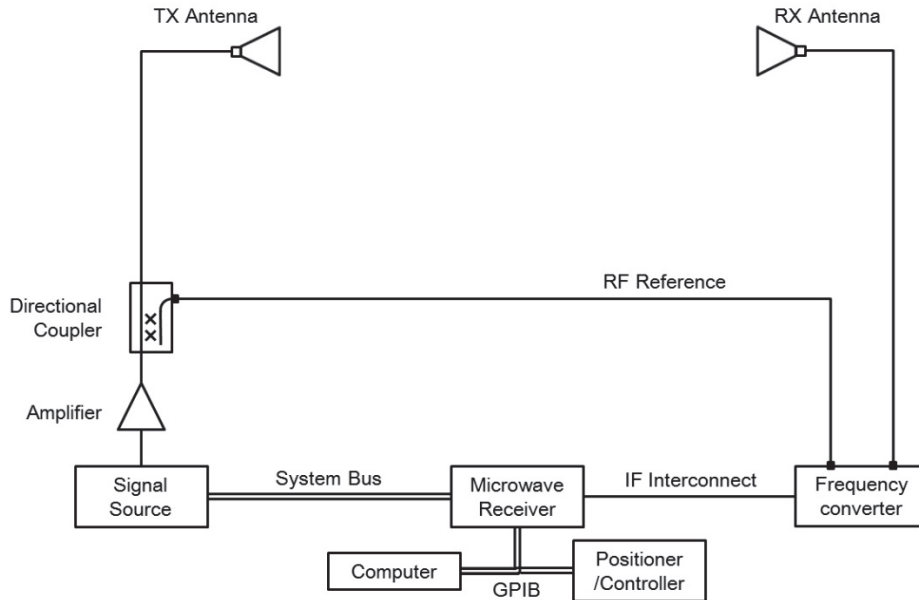 TX Antenna
RX Antenna
RF Reference
Directional
Coupler
Amplifier
Signal
Source
System Bus
Microwave
Receiver
IF Interconnect
Frequency
converter
Computer
GPIB
Positioner
/Controller